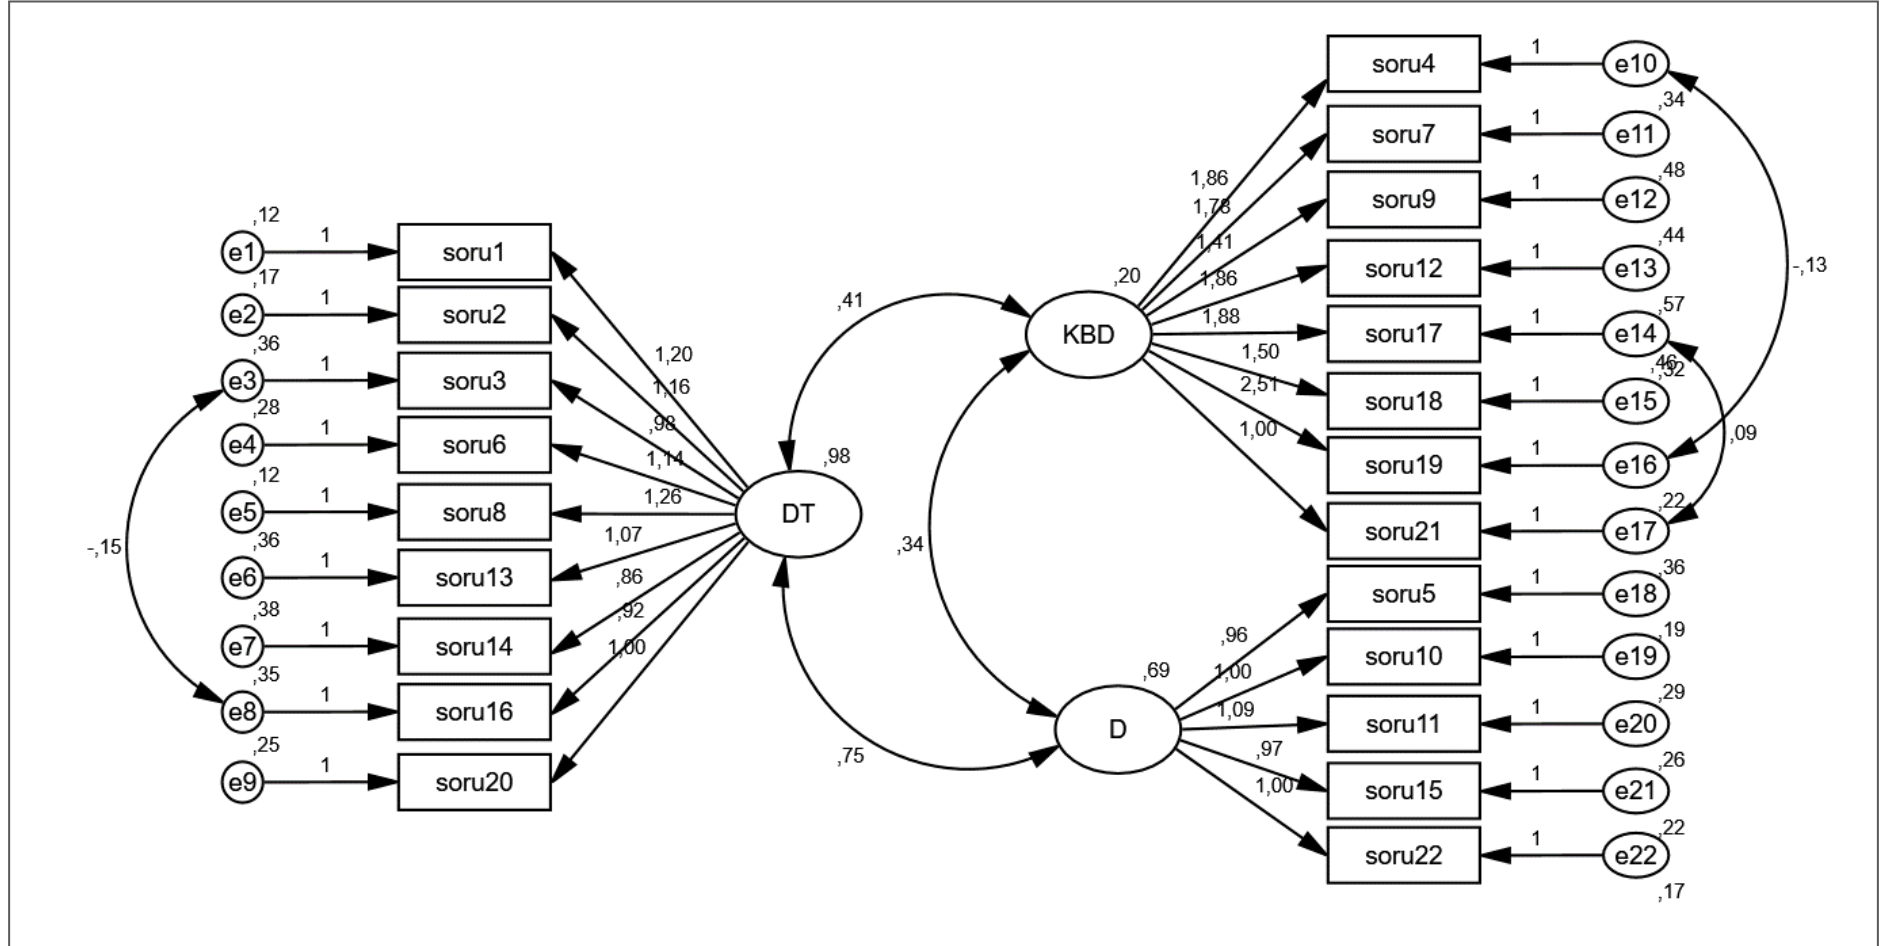 ,12
e1 1 soru1
,17
e2 1 soru2
,36
e3 1 soru3
,28
e4 1 soru6
,12
e5 1 soru8
,36
e6 1 soru13
,38
e7 1 soru14
,35
e8 1 soru16
,25
e9 1 soru20
-,15
1,20
1,16
,98
1,14
1,26
1,07
,86
,92
1,00
DT
,98
,41
,34
,75
KBD
,20
1,86
1,78
1,41
1,86
1,88
1,50
2,51
1,00
D
,69
,96
1,00
1,09
,97
1,00
soru4 1 e10
,34
soru7 1 e11
,48
soru9 1 e12
,44
soru12 1 e13
,57
soru17 1 e14
,46
,32
soru18 1 e15
soru19 1 e16
,22
soru21 1 e17
,36
soru5 1 e18
,19
soru10 1 e19
,29
soru11 1 e20
,26
soru15 1 e21
,22
soru22 1 e22
,17
-,13
,09